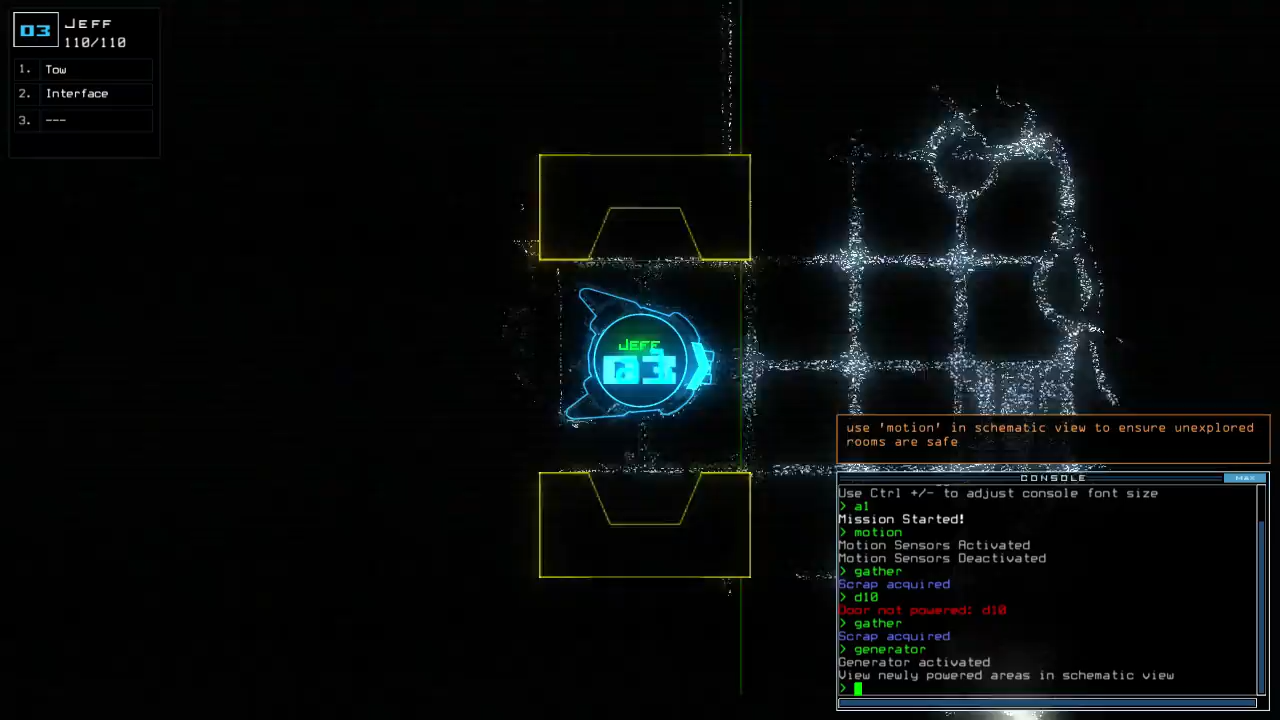 03 JEFF
110/110
1. Tow
2. Interface
3. ---
JEFF
03
use 'motion' in schematic view to ensure unexplored
rooms are safe
CONSOLE
MAX
Use Ctrl +/- to adjust console font size
> a1
Mission Started!
> motion
Motion Sensors Activated
Motion Sensors Deactivated
> gather
Scrap acquired
> d10
Door not powered: d10
> gather
Scrap acquired
> generator
Generator activated
View newly powered areas in schematic view
>